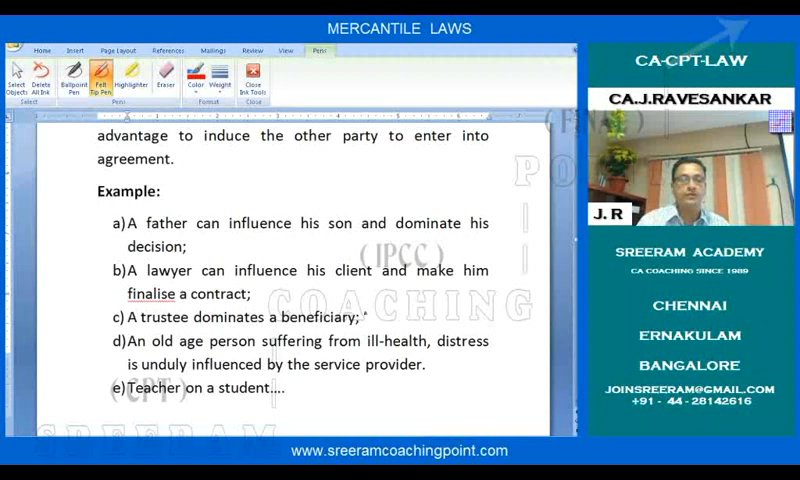 MERCANTILE LAWS
Home Insert Page Layout References Mailings Review View Pens
Select Objects
Delete All Ink
Ballpoint Pen
Felt Tip Pen
Highlighter
Eraser
Color
Weight
Close Ink Tools
Select Pens Format Close
advantage to induce the other party to enter into
agreement.
Example:
a) A father can influence his son and dominate his
decision;
b) A lawyer can influence his client and make him
finalise a contract;
c) A trustee dominates a beneficiary;
d) An old age person suffering from ill-health, distress
is unduly influenced by the service provider.
e) Teacher on a student....
(FINAL)
(IPCC)
COACHING
(CPT)
SREERAM
CA-CPT-LAW
CA.J.RAVESANKAR
J. R
SREERAM ACADEMY
CA COACHING SINCE 1989
CHENNAI
ERNAKULAM
BANGALORE
JOINSREERAM@GMAIL.COM
+91 - 44 - 28142616
www.sreeramcoachingpoint.com